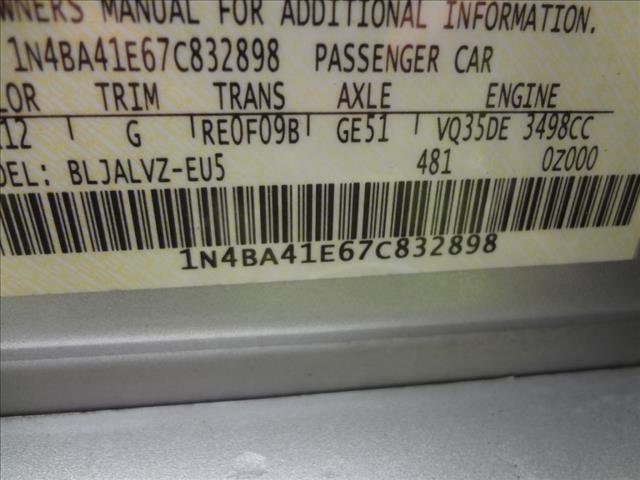 OWNERS MANUAL FOR ADDITIONAL INFORMATION.
1N4BA41E67C832898 PASSENGER CAR
LOR TRIM TRANS AXLE ENGINE
12 G RE0F09B GE51 VQ35DE 3498CC
DEL: BLJALVZ-EU5 481 0Z000
1N4BA41E67C832898